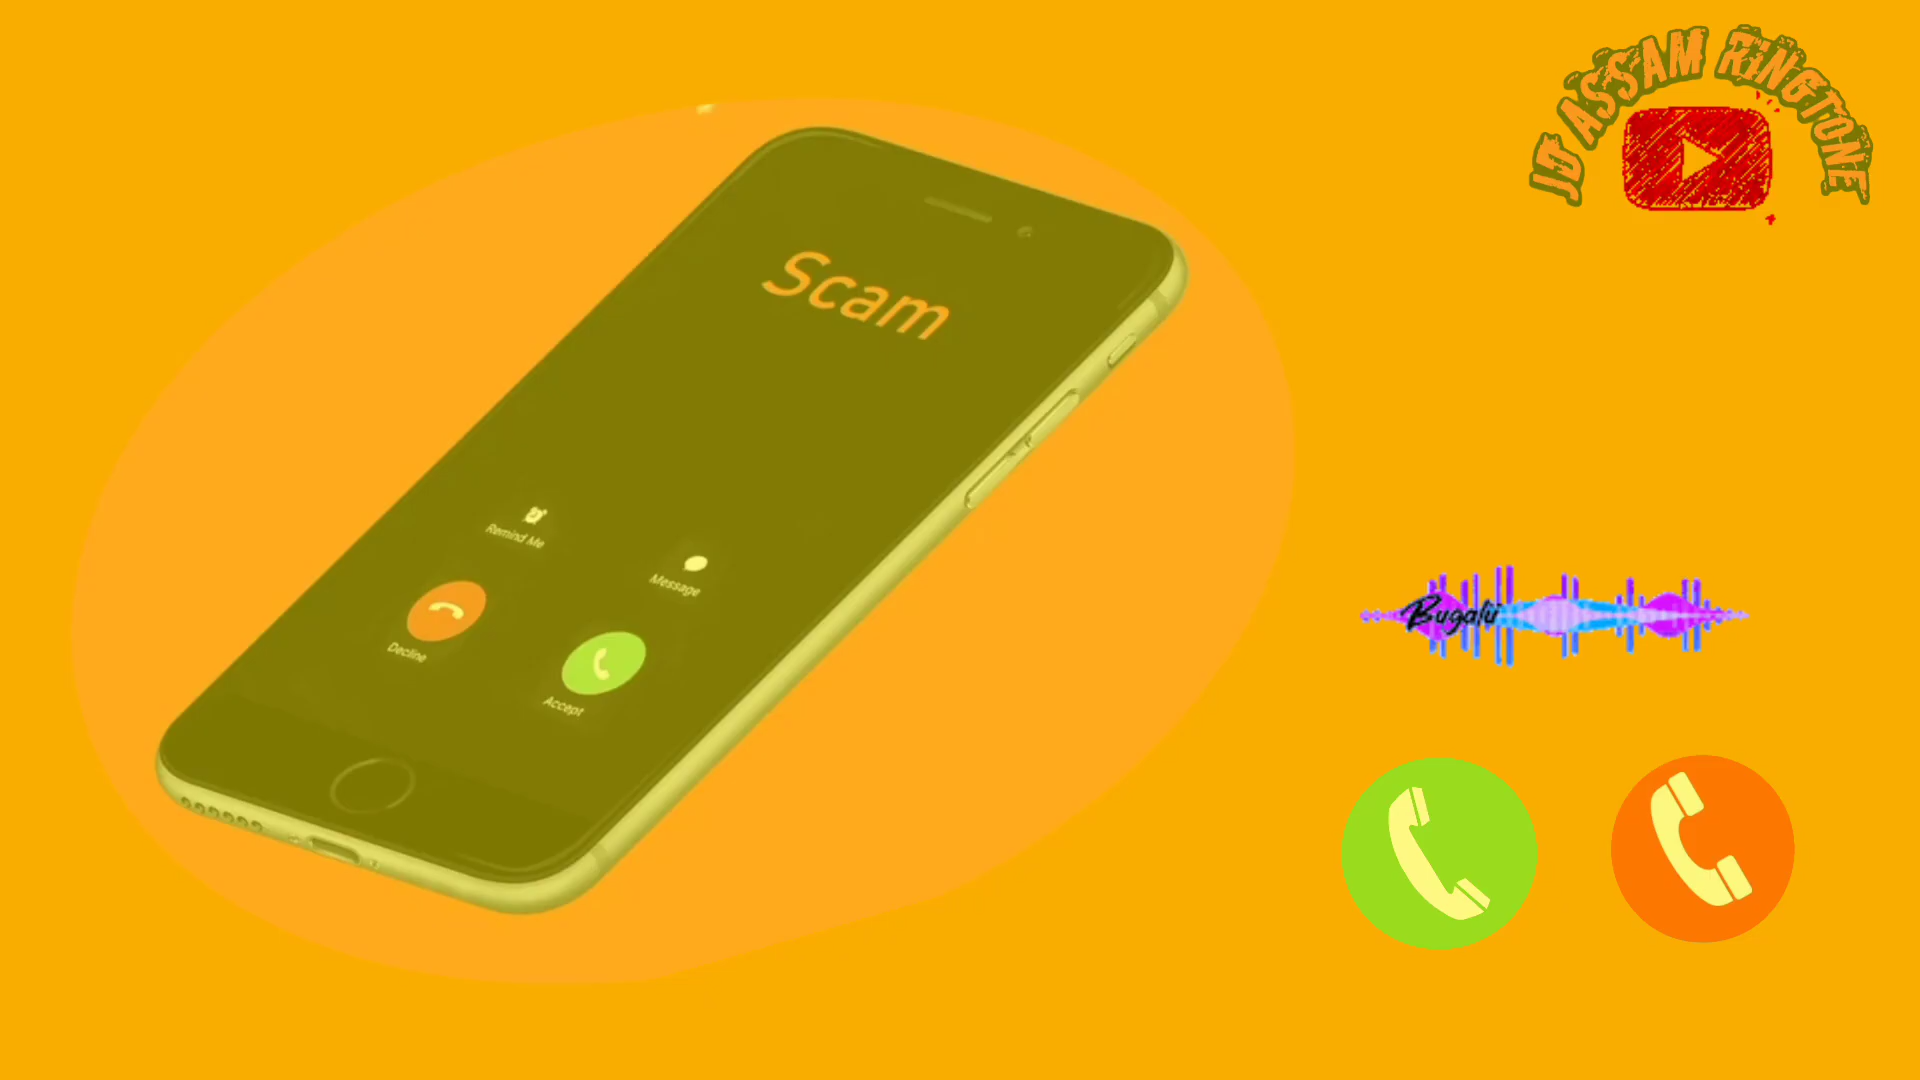 JD ASSAM RINGTONE
Scam
Remind Me
Message
Decline
Accept
Bugalu